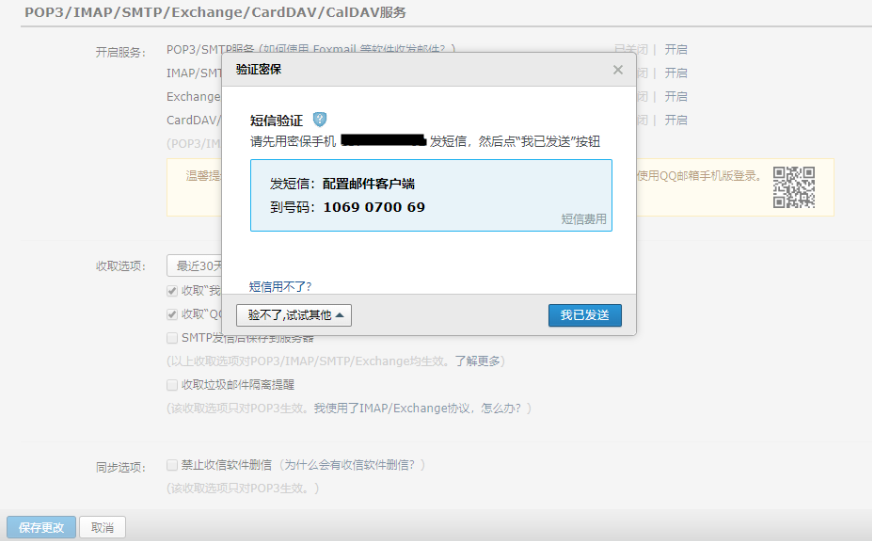 POP3/IMAP/SMTP/Exchange/CardDAV/CalDAV服务
开启服务：
POP3/SMTP服务 (如何使用 Foxmail 等软件收发邮件? )
已关闭 | 开启
IMAP/SMT
闭 | 开启
Exchange
闭 | 开启
CardDAV/
闭 | 开启
(POP3/IM
温馨提
使用QQ邮箱手机版登录。
验证密保
短信验证
请先用密保手机
发短信，然后点“我已发送”按钮
发短信：配置邮件客户端
到号码：1069 0700 69
短信费用
短信用不了?
验不了,试试其他
我已发送
收取选项：
最近30天
收取“我
收取“QQ
SMTP发信后保存到服务器
(以上收取选项对POP3/IMAP/SMTP/Exchange均生效。了解更多)
收取垃圾邮件隔离提醒
(该收取选项只对POP3生效。我使用了IMAP/Exchange协议，怎么办? )
同步选项：
禁止收信软件删信 (为什么会有收信软件删信? )
(该收取选项只对POP3生效。)
保存更改
取消